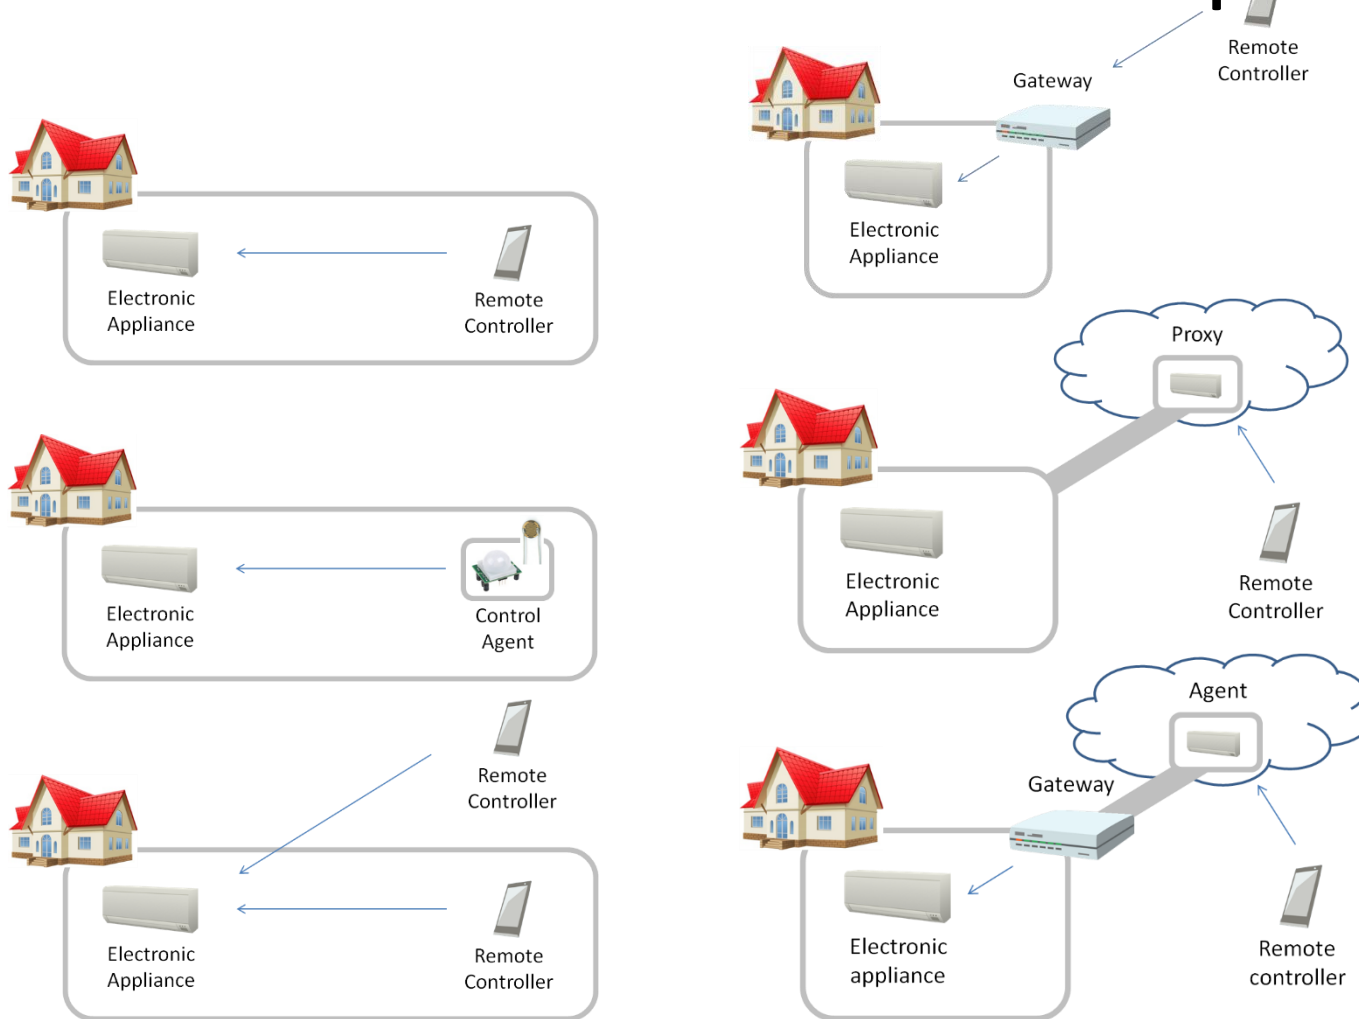 Electronic
Appliance
Remote
Controller
Electronic
Appliance
Control
Agent
Remote
Controller
Electronic
Appliance
Remote
Controller
Remote
Controller
Gateway
Electronic
Appliance
Proxy
Electronic
Appliance
Remote
Controller
Agent
Gateway
Electronic
appliance
Remote
controller